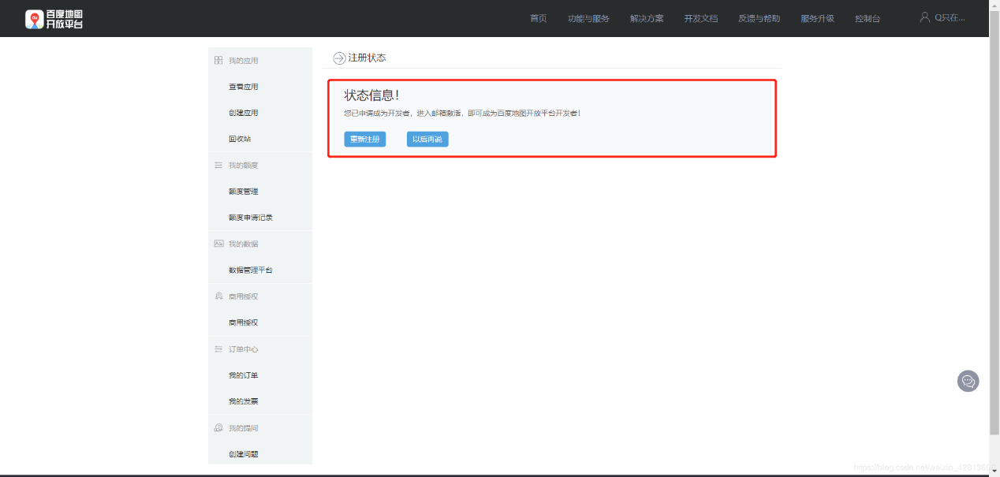 百度地图
开放平台
首页 功能与服务 解决方案 开发文档 反馈与帮助 服务升级 控制台 Q只在...
我的应用
查看应用
创建应用
回收站
我的额度
额度管理
额度申请记录
我的数据
数据管理平台
商用授权
商用授权
订单中心
我的订单
我的发票
我的提问
创建问题
注册状态
状态信息!
您已申请成为开发者，进入邮箱激活，即可成为百度地图开放平台开发者!
重新注册 以后再说